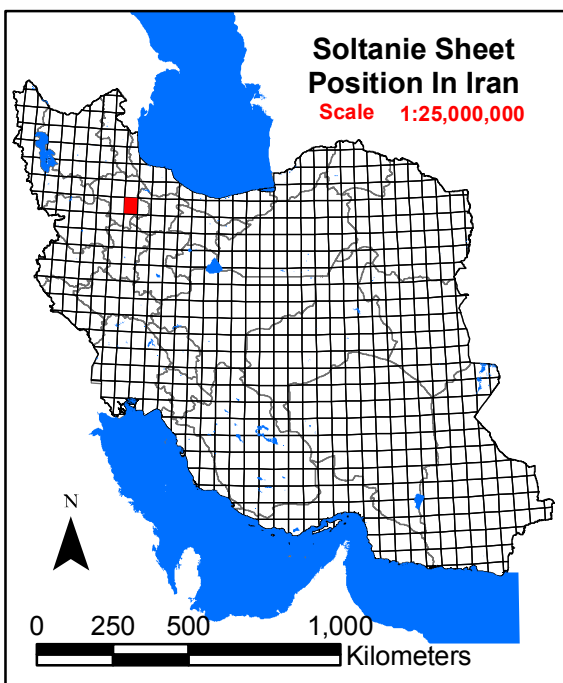 Soltanie Sheet
Position In Iran
Scale 1:25,000,000
N
0 250 500 1,000
Kilometers